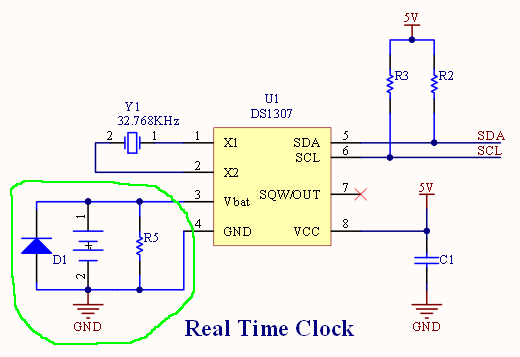 5V
R3
R2
U1
DS1307
Y1
32.768KHz
2
1
1
X1
SDA
5
SDA
SCL
6
SCL
2
X2
SQW/OUT
7
3
Vbat
5V
4
GND
VCC
8
1
D1
R5
C1
2
GND
GND
Real Time Clock